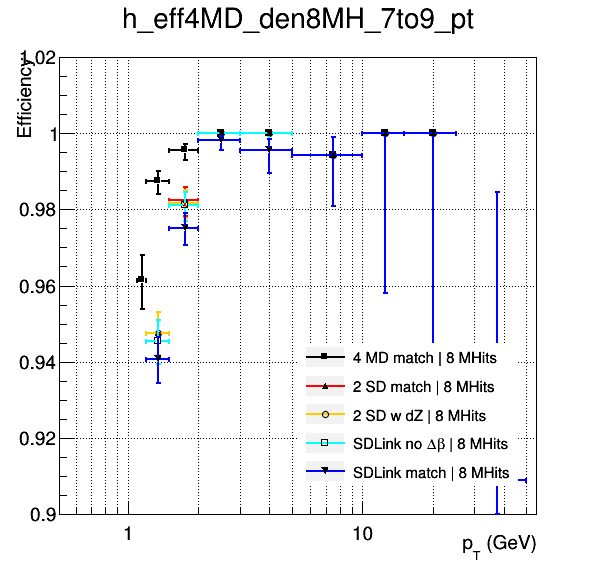 h_eff4MD_den8MH_7to9_pt
Efficiency
1.02
1
0.98
0.96
0.94
0.92
0.9
4 MD match | 8 MHits
2 SD match | 8 MHits
2 SD w dZ | 8 MHits
SDLink no Δβ | 8 MHits
SDLink match | 8 MHits
1
10
p_T (GeV)